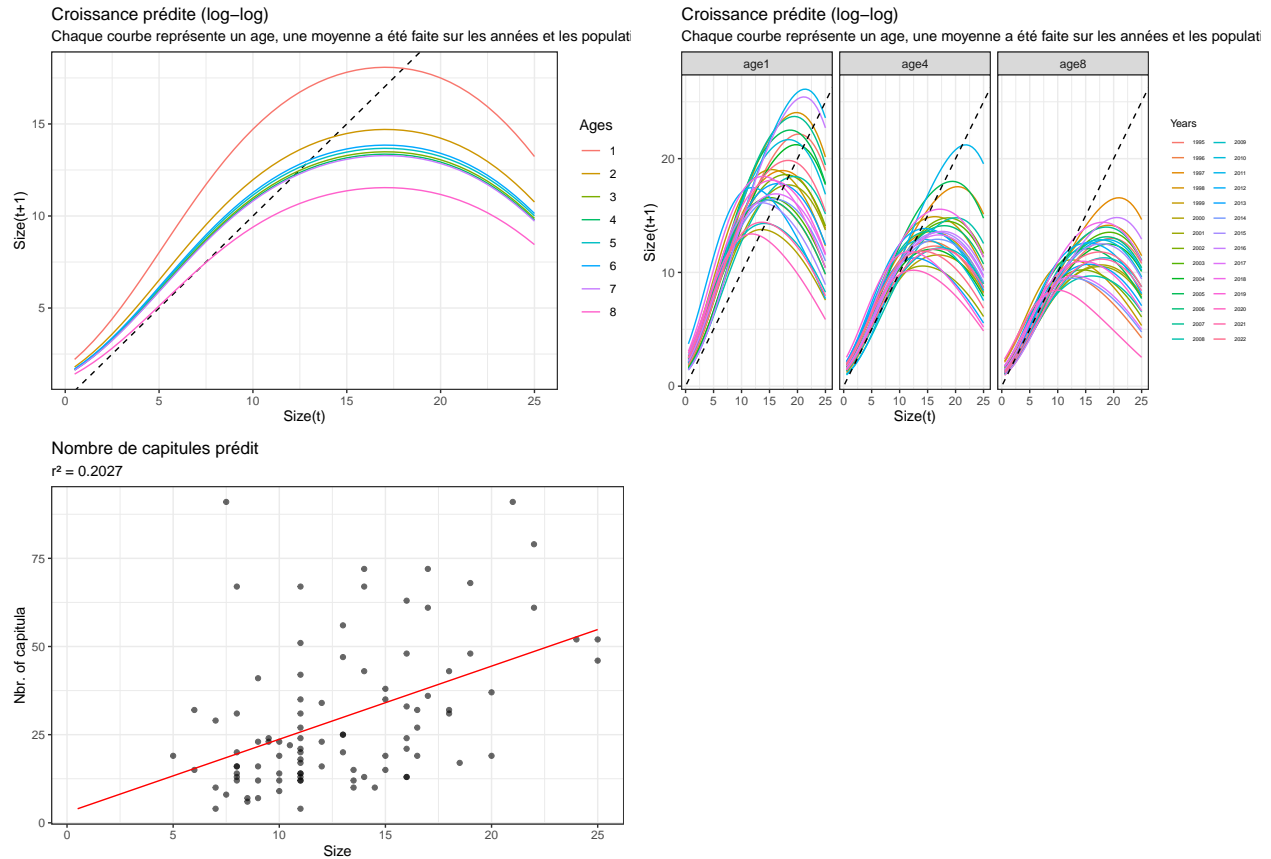 Croissance prédite (log−log)
Chaque courbe représente un age, une moyenne a été faite sur les années et les populati
15
10
5
0 5 10 15 20 25
Size(t)
Size(t+1)
Ages
1
2
3
4
5
6
7
8
Croissance prédite (log−log)
Chaque courbe représente un age, une moyenne a été faite sur les années et les populati
age1 age4 age8
20
10
0
0 5 10 15 20 25 0 5 10 15 20 25 0 5 10 15 20 25
Size(t)
Size(t+1)
Years
1995 2009
1996 2010
1997 2011
1998 2012
1999 2013
2000 2014
2001 2015
2002 2016
2003 2017
2004 2018
2005 2019
2006 2020
2007 2021
2008 2022
Nombre de capitules prédit
r² = 0.2027
75
50
25
0
0 5 10 15 20 25
Size
Nbr. of capitula